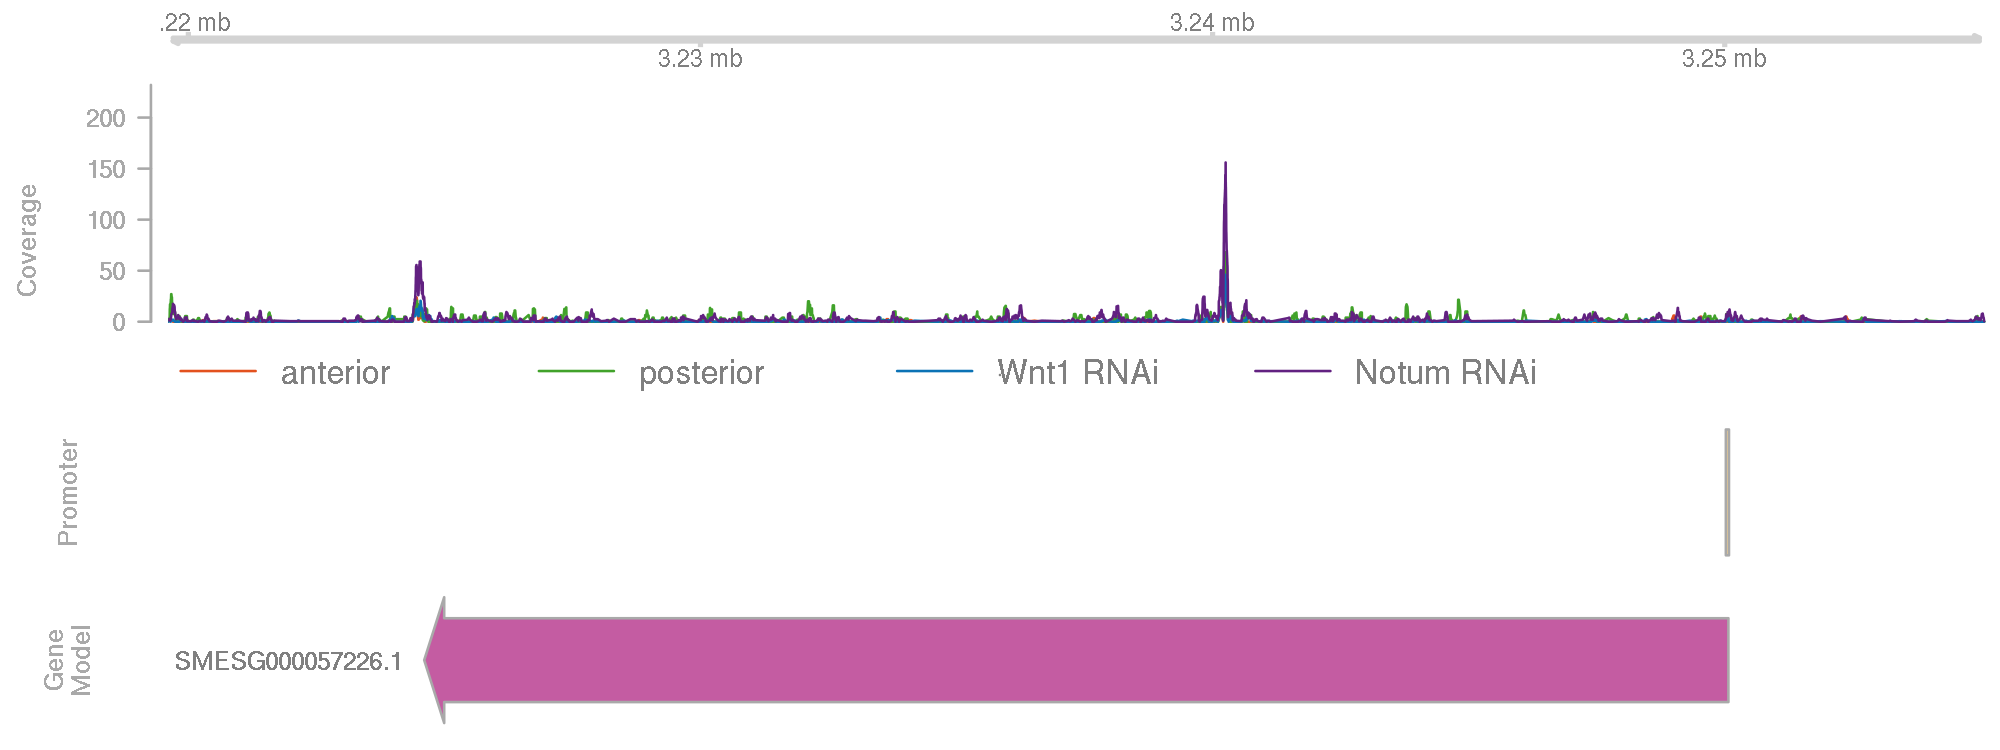 .22 mb
3.24 mb
3.23 mb
3.25 mb
Coverage
200
150
100
50
0
anterior posterior Wnt1 RNAi Notum RNAi
Promoter
Gene
Model
SMESG000057226.1